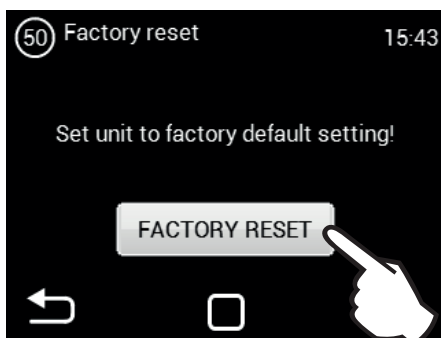 50 Factory reset 15:43
Set unit to factory default setting!
FACTORY RESET